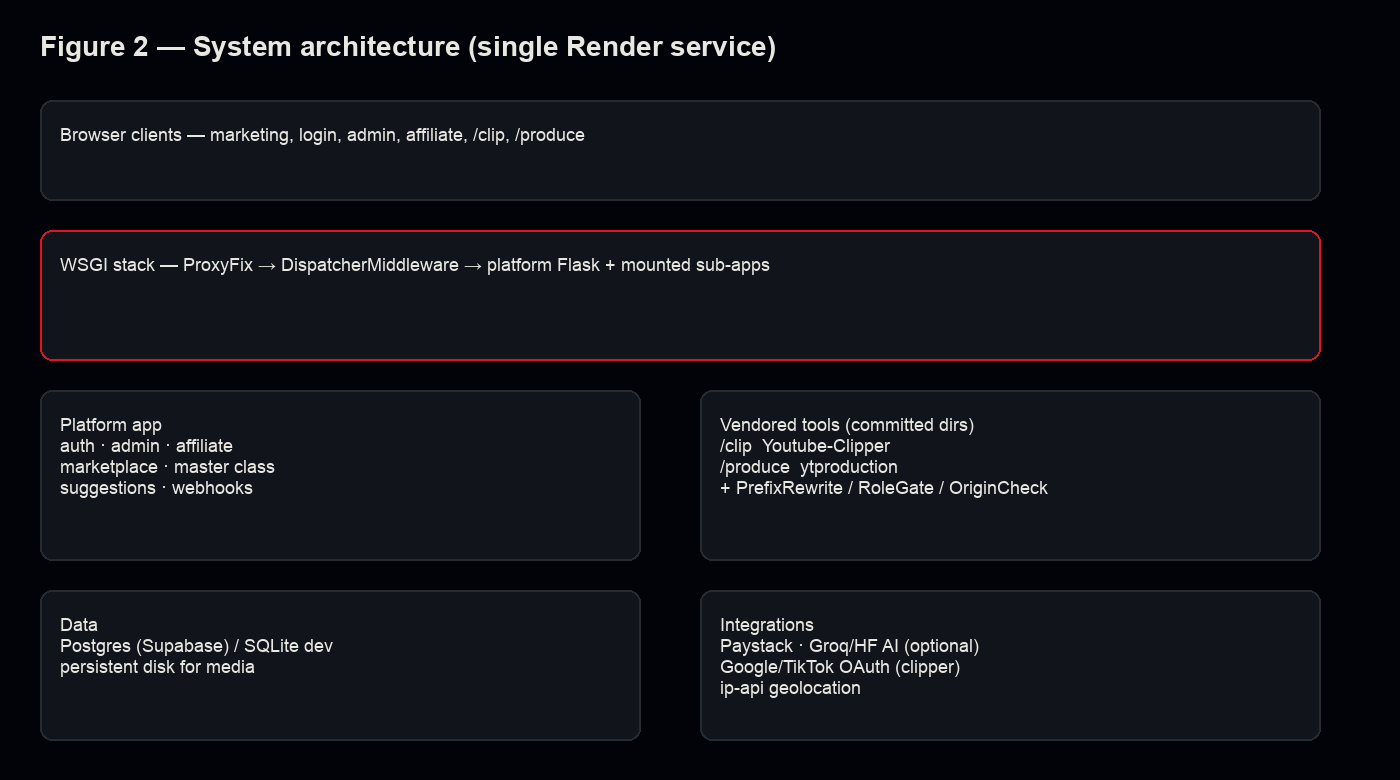 Figure 2 — System architecture (single Render service)
Browser clients — marketing, login, admin, affiliate, /clip, /produce
WSGI stack — ProxyFix → DispatcherMiddleware → platform Flask + mounted sub-apps
Platform app
auth · admin · affiliate
marketplace · master class
suggestions · webhooks
Vendored tools (committed dirs)
/clip  Youtube-Clipper
/produce  ytproduction
+ PrefixRewrite / RoleGate / OriginCheck
Data
Postgres (Supabase) / SQLite dev
persistent disk for media
Integrations
Paystack · Groq/HF AI (optional)
Google/TikTok OAuth (clipper)
ip-api geolocation